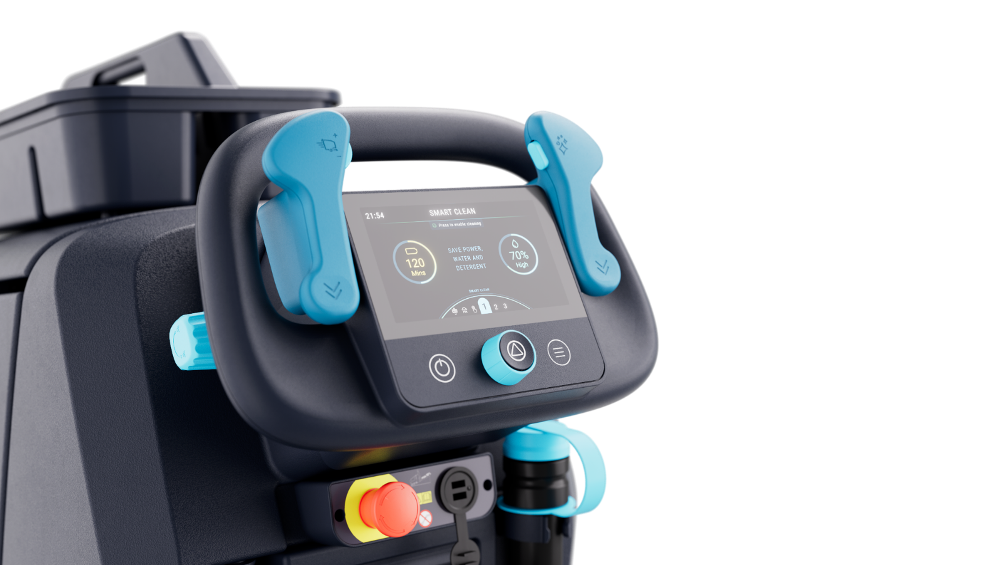 21:54
SMART CLEAN
Press to enable cleaning
120
Mins
SAVE POWER,
WATER AND
DETERGENT
70%
High
SMART CLEAN
1 2 3